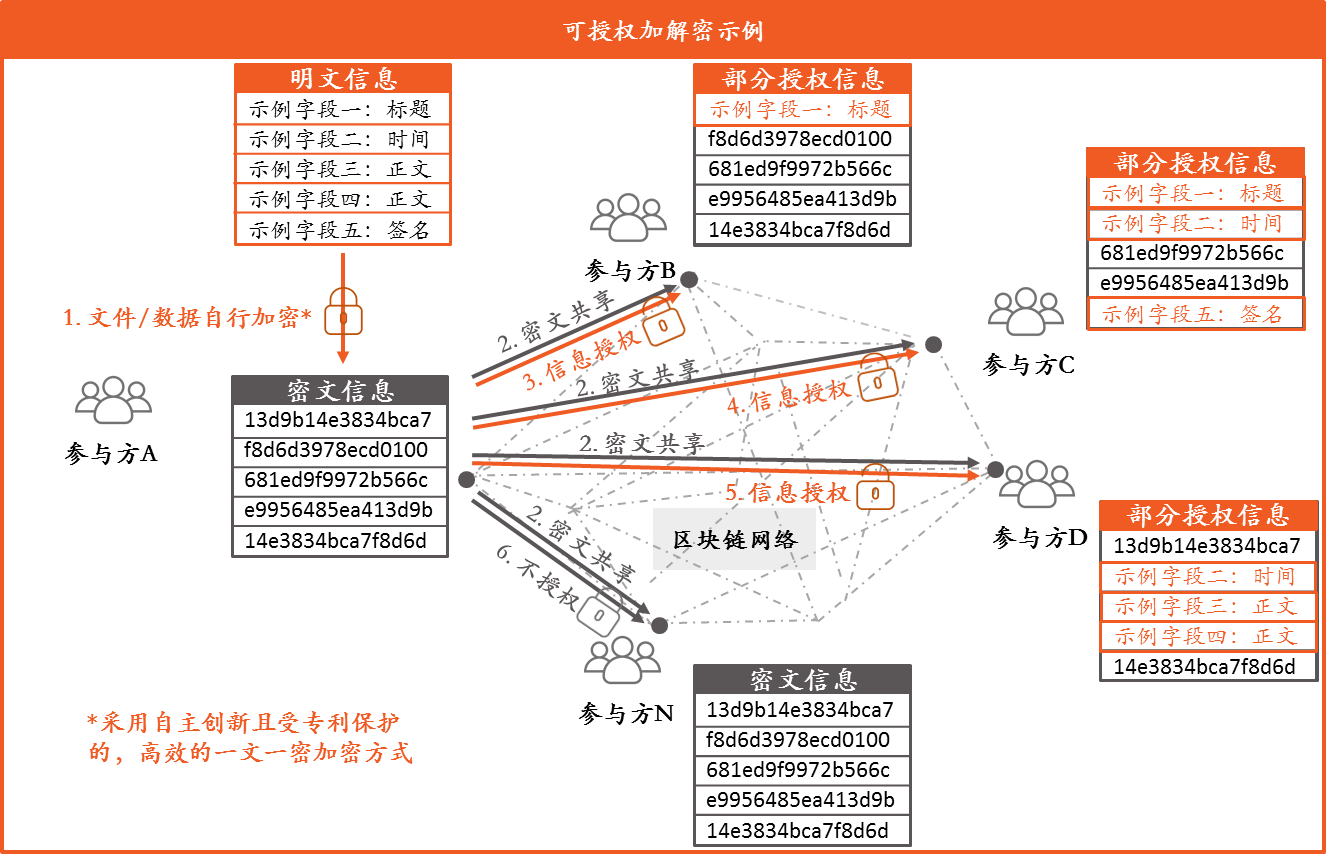 可授权加解密示例
明文信息
示例字段一：标题
示例字段二：时间
示例字段三：正文
示例字段四：正文
示例字段五：签名
部分授权信息
示例字段一：标题
f8d6d3978ecd0100
681ed9f9972b566c
e9956485ea413d9b
14e3834bca7f8d6d
部分授权信息
示例字段一：标题
示例字段二：时间
681ed9f9972b566c
e9956485ea413d9b
示例字段五：签名
参与方B
1. 文件/数据自行加密*
2. 密文共享
3. 信息授权
参与方C
2. 密文共享
4. 信息授权
参与方A
密文信息
13d9b14e3834bca7
f8d6d3978ecd0100
681ed9f9972b566c
e9956485ea413d9b
14e3834bca7f8d6d
2. 密文共享
5. 信息授权
2. 密文共享
6. 不授权
区块链网络
参与方D
部分授权信息
13d9b14e3834bca7
示例字段二：时间
示例字段三：正文
示例字段四：正文
14e3834bca7f8d6d
参与方N
密文信息
13d9b14e3834bca7
f8d6d3978ecd0100
681ed9f9972b566c
e9956485ea413d9b
14e3834bca7f8d6d
*采用自主创新且受专利保护
的，高效的一文一密加密方式